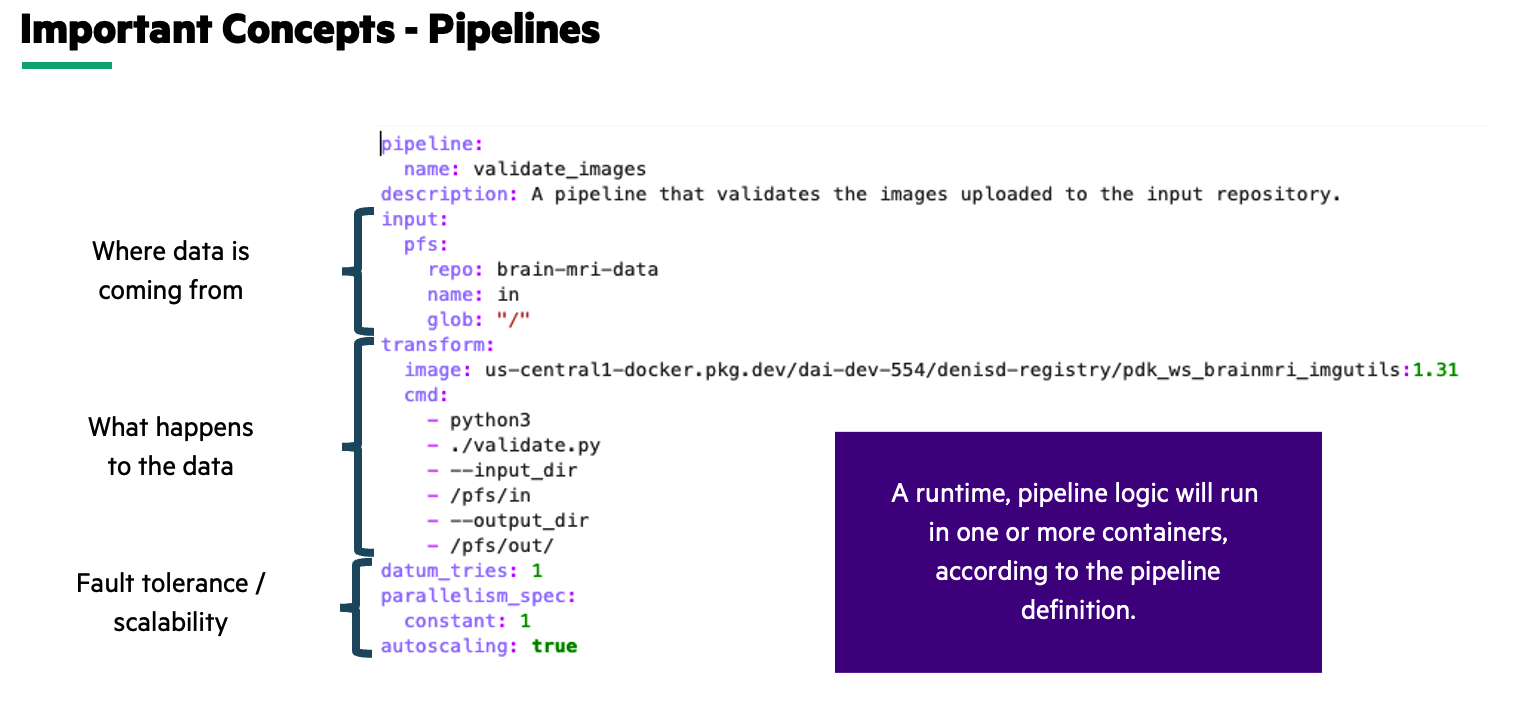 Important Concepts - Pipelines
pipeline:
name: validate_images
description: A pipeline that validates the images uploaded to the input repository.
input:
pfs:
repo: brain-mri-data
name: in
glob: "/"
transform:
image: us-central1-docker.pkg.dev/dai-dev-554/denisd-registry/pdk_ws_brainmri_imgutils:1.31
cmd:
- python3
- ./validate.py
- --input_dir
- /pfs/in
- --output_dir
- /pfs/out/
datum_tries: 1
parallelism_spec:
constant: 1
autoscaling: true
Where data is
coming from
What happens
to the data
Fault tolerance /
scalability
A runtime, pipeline logic will run
in one or more containers,
according to the pipeline
definition.